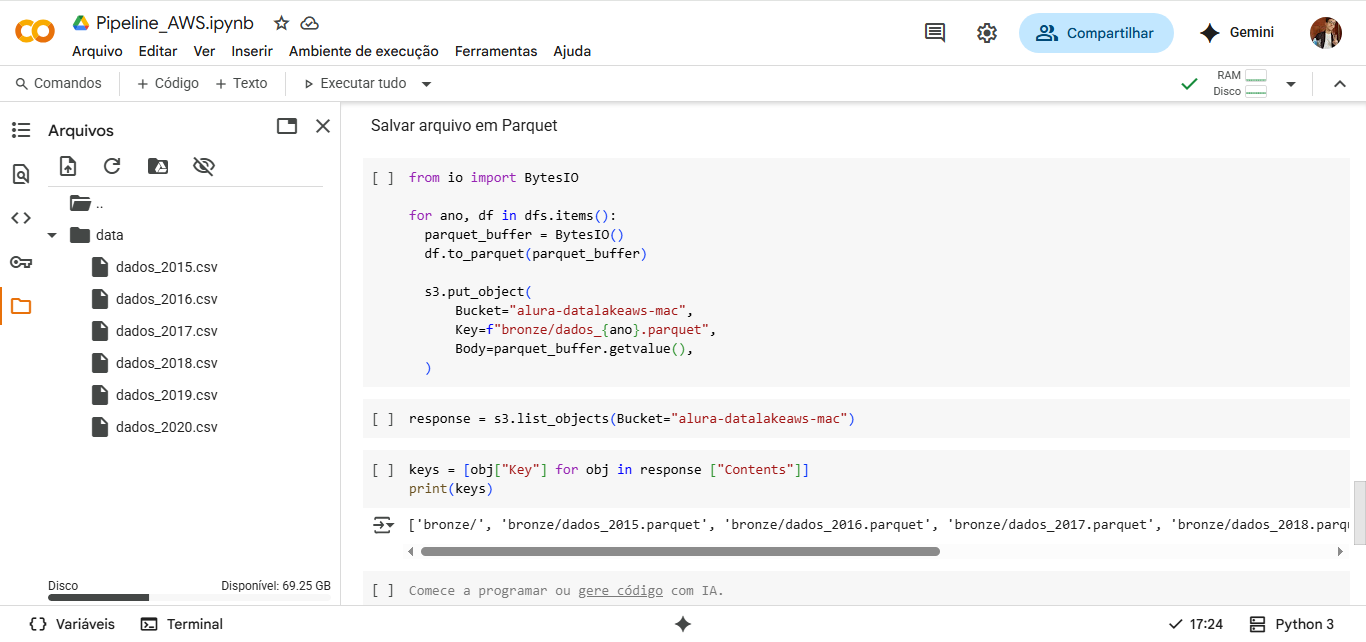 Pipeline_AWS.ipynb
Arquivo Editar Ver Inserir Ambiente de execução Ferramentas Ajuda
Compartilhar
Gemini
Comandos + Código + Texto Executar tudo
RAM
Disco
Arquivos
..
data
dados_2015.csv
dados_2016.csv
dados_2017.csv
dados_2018.csv
dados_2019.csv
dados_2020.csv
Disco Disponível: 69.25 GB
Salvar arquivo em Parquet
[ ] from io import BytesIO
for ano, df in dfs.items():
parquet_buffer = BytesIO()
df.to_parquet(parquet_buffer)
s3.put_object(
Bucket="alura-datalakeaws-mac",
Key=f"bronze/dados_{ano}.parquet",
Body=parquet_buffer.getvalue(),
)
[ ] response = s3.list_objects(Bucket="alura-datalakeaws-mac")
[ ] keys = [obj["Key"] for obj in response ["Contents"]]
print(keys)
['bronze/', 'bronze/dados_2015.parquet', 'bronze/dados_2016.parquet', 'bronze/dados_2017.parquet', 'bronze/dados_2018.parqu
[ ] Comece a programar ou gere código com IA.
{} Variáveis Terminal
17:24 Python 3